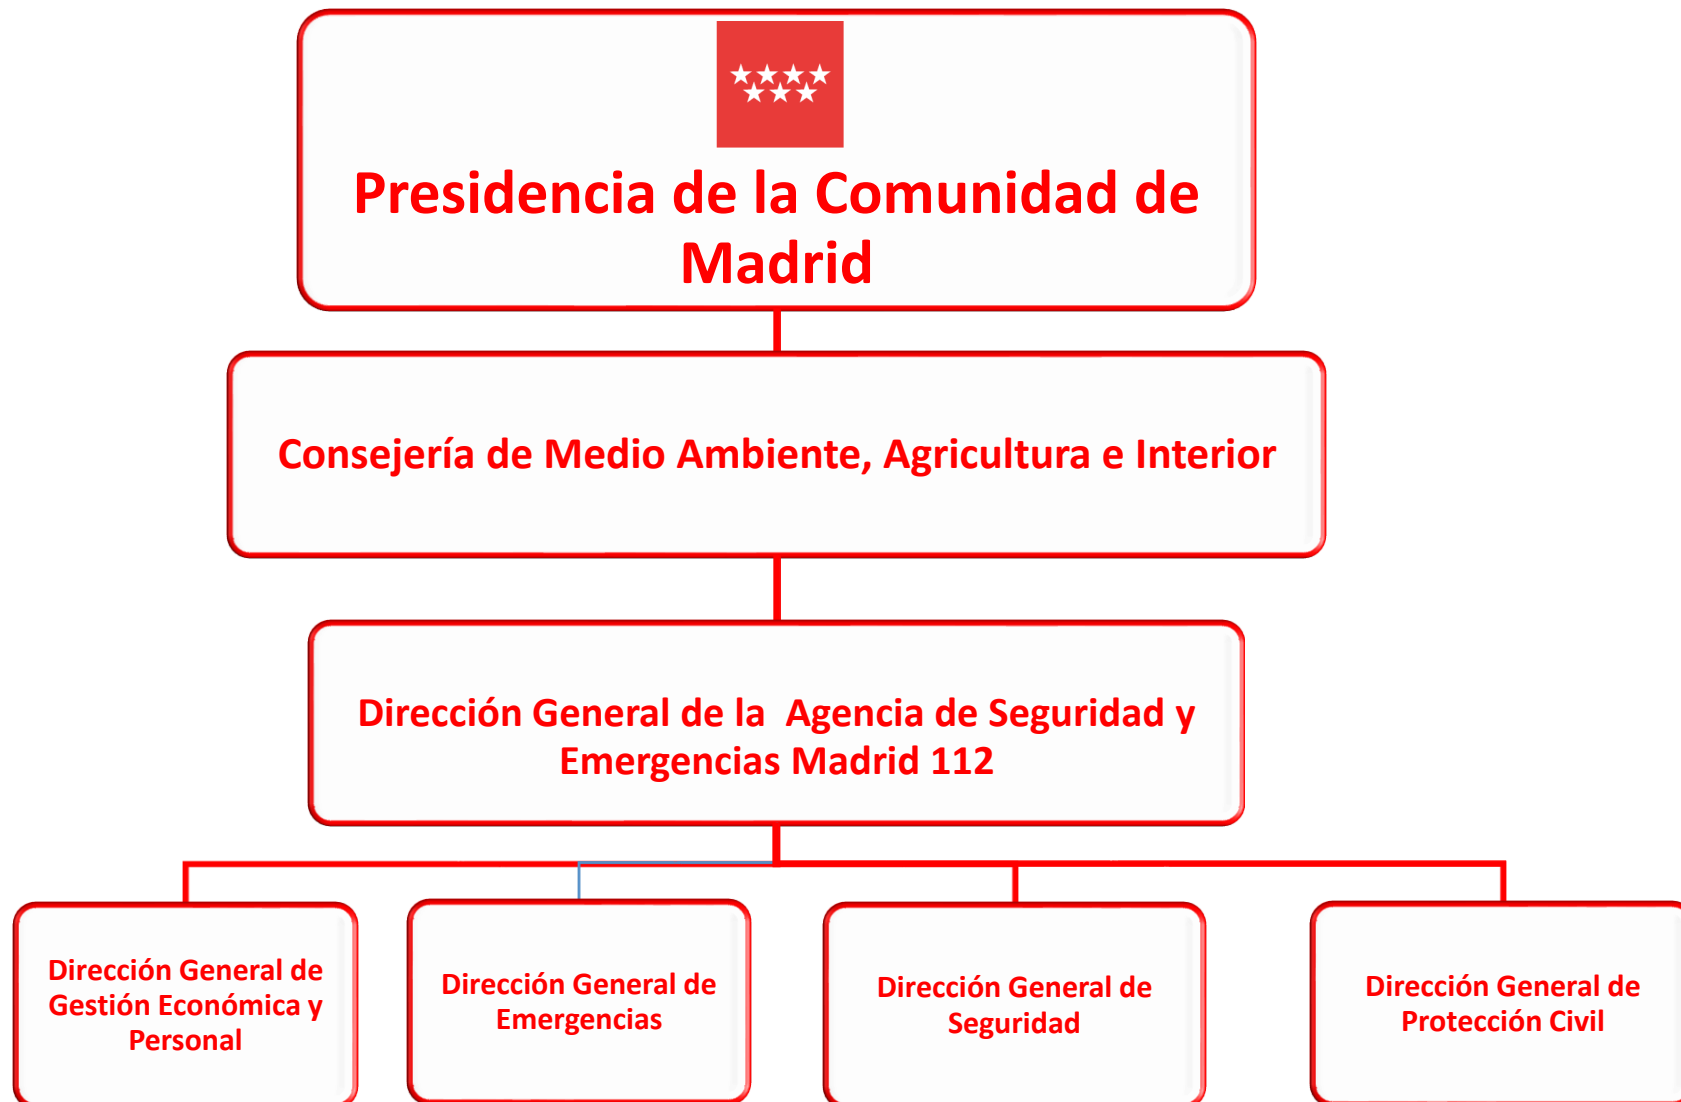 Presidencia de la Comunidad de
Madrid
Consejería de Medio Ambiente, Agricultura e Interior
Dirección General de la  Agencia de Seguridad y
Emergencias Madrid 112
Dirección General de
Gestión Económica y
Personal
Dirección General de
Emergencias
Dirección General de
Seguridad
Dirección General de
Protección Civil